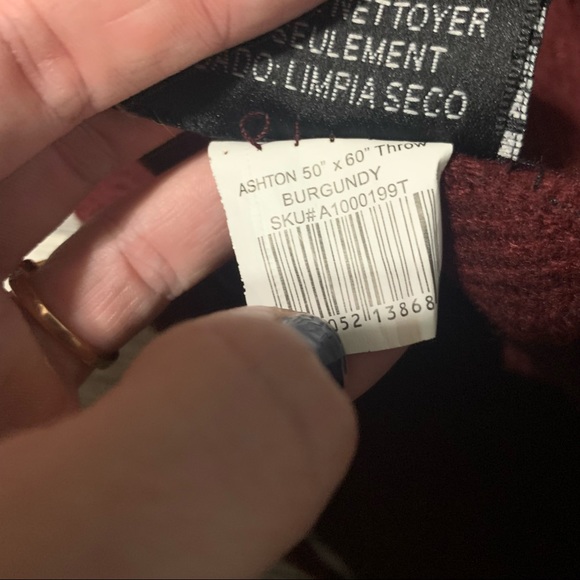 NETTOYER
SEULEMENT
LIMPIA SECO
ASHTON 50" x 60" Throw
BURGUNDY
SKU# A1000199T
052 13868